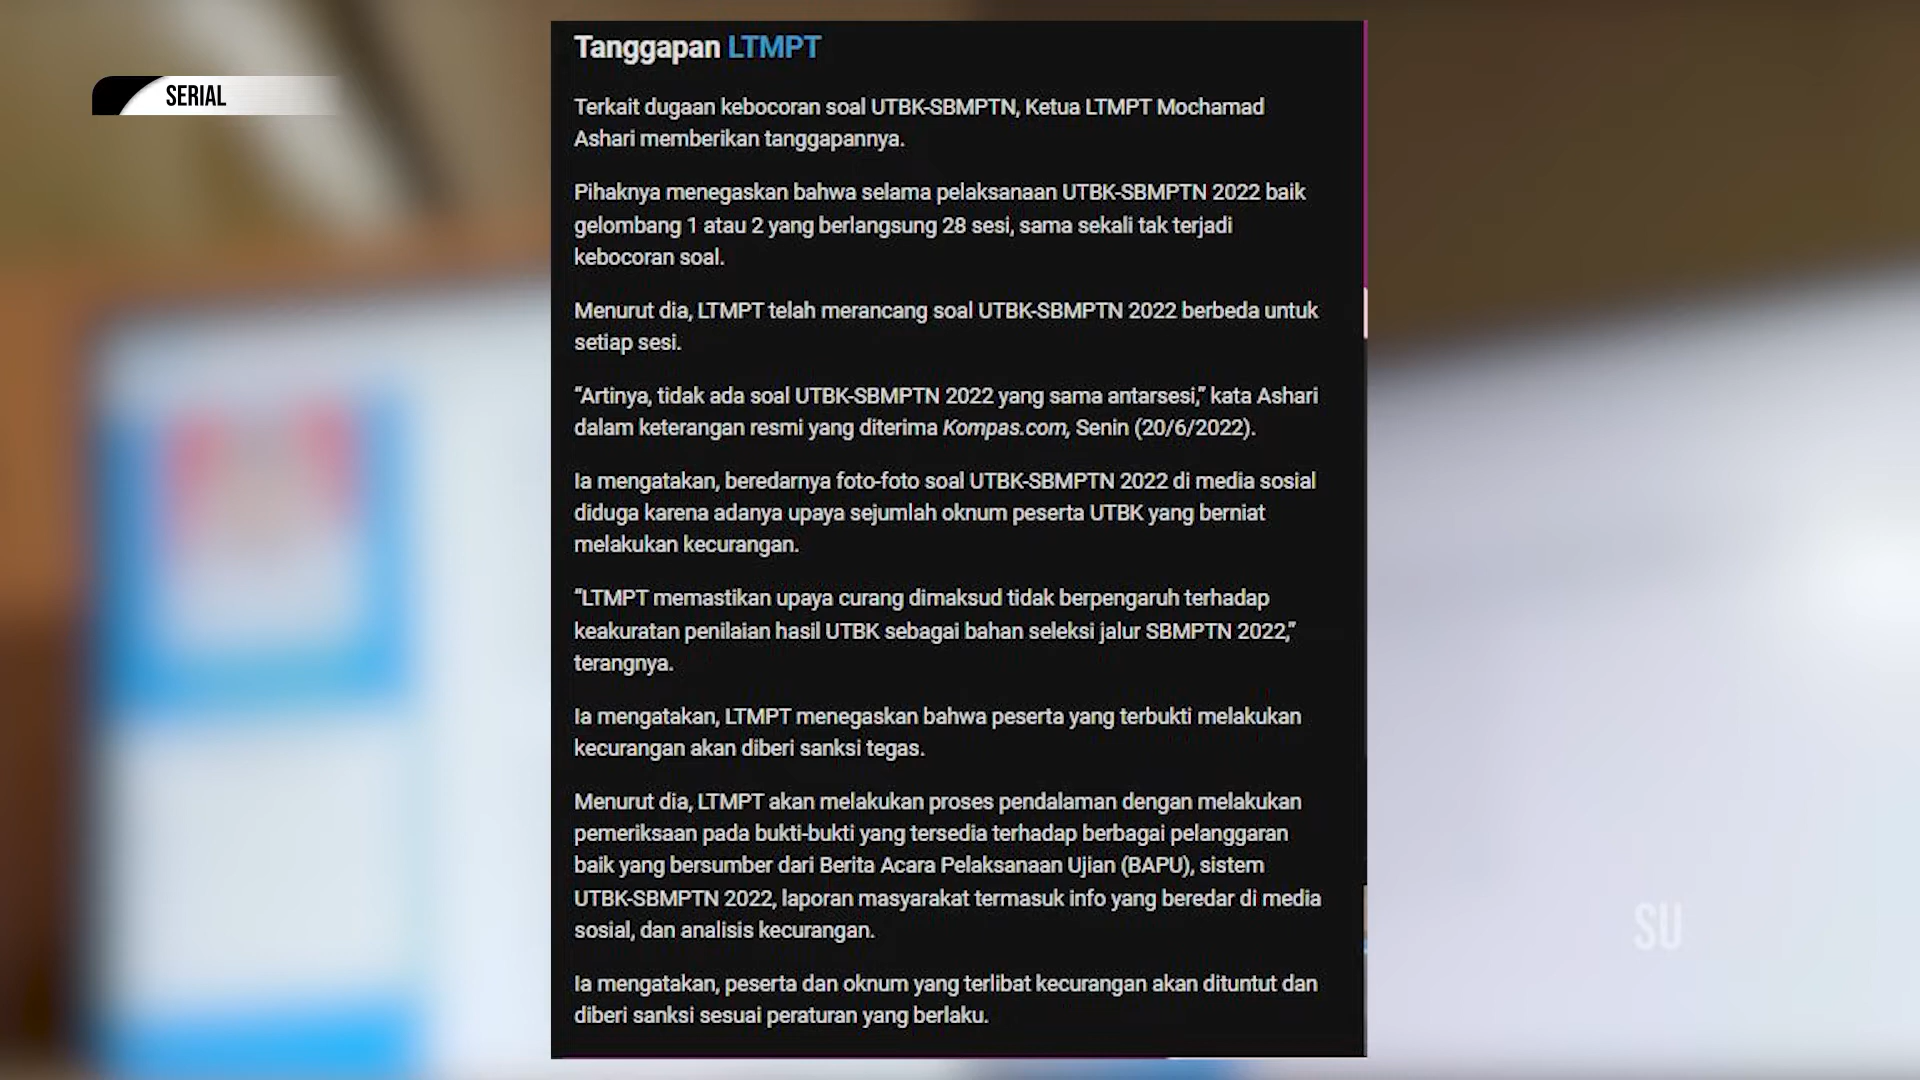 SERIAL
Tanggapan LTMPT
Terkait dugaan kebocoran soal UTBK-SBMPTN, Ketua LTMPT Mochamad
Ashari memberikan tanggapannya.
Pihaknya menegaskan bahwa selama pelaksanaan UTBK-SBMPTN 2022 baik
gelombang 1 atau 2 yang berlangsung 28 sesi, sama sekali tak terjadi
kebocoran soal.
Menurut dia, LTMPT telah merancang soal UTBK-SBMPTN 2022 berbeda untuk
setiap sesi.
“Artinya, tidak ada soal UTBK-SBMPTN 2022 yang sama antarsesi,” kata Ashari
dalam keterangan resmi yang diterima Kompas.com, Senin (20/6/2022).
Ia mengatakan, beredarnya foto-foto soal UTBK-SBMPTN 2022 di media sosial
diduga karena adanya upaya sejumlah oknum peserta UTBK yang berniat
melakukan kecurangan.
“LTMPT memastikan upaya curang dimaksud tidak berpengaruh terhadap
keakuratan penilaian hasil UTBK sebagai bahan seleksi jalur SBMPTN 2022,”
terangnya.
Ia mengatakan, LTMPT menegaskan bahwa peserta yang terbukti melakukan
kecurangan akan diberi sanksi tegas.
Menurut dia, LTMPT akan melakukan proses pendalaman dengan melakukan
pemeriksaan pada bukti-bukti yang tersedia terhadap berbagai pelanggaran
baik yang bersumber dari Berita Acara Pelaksanaan Ujian (BAPU), sistem
UTBK-SBMPTN 2022, laporan masyarakat termasuk info yang beredar di media
sosial, dan analisis kecurangan.
Ia mengatakan, peserta dan oknum yang terlibat kecurangan akan dituntut dan
diberi sanksi sesuai peraturan yang berlaku.
SU